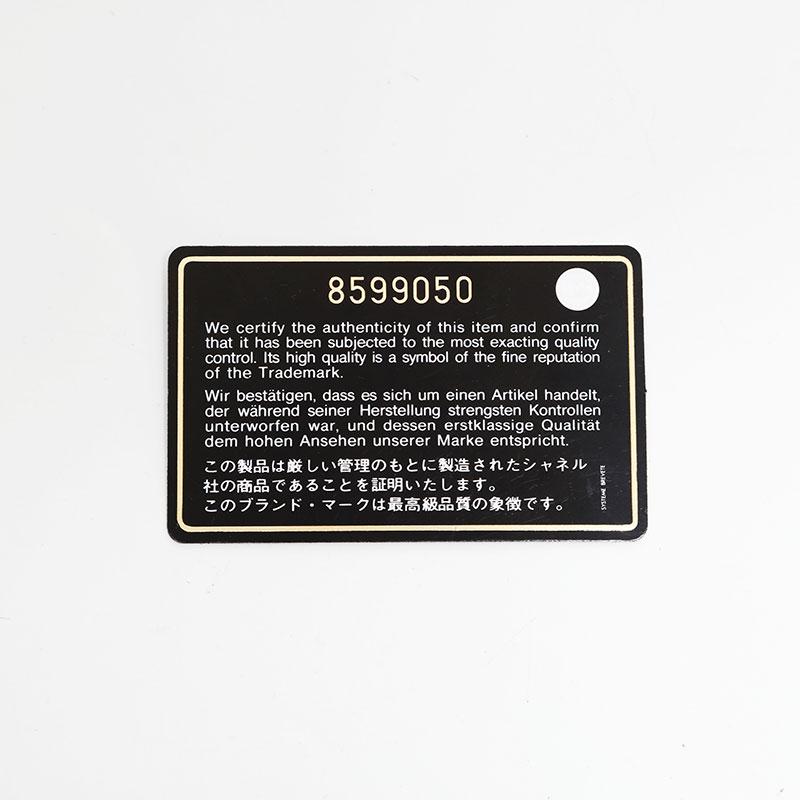 8599050
We certify the authenticity of this item and confirm
that it has been subjected to the most exacting quality
control. Its high quality is a symbol of the fine reputation
of the Trademark.
Wir bestätigen, dass es sich um einen Artikel handelt,
der während seiner Herstellung strengsten Kontrollen
unterworfen war, und dessen erstklassige Qualität
dem hohen Ansehen unserer Marke entspricht.
この製品は厳しい管理のもとに製造されたシャネル
社の商品であることを証明いたします。
このブランド・マークは最高級品質の象徴です。
SYSTEME BREVETE